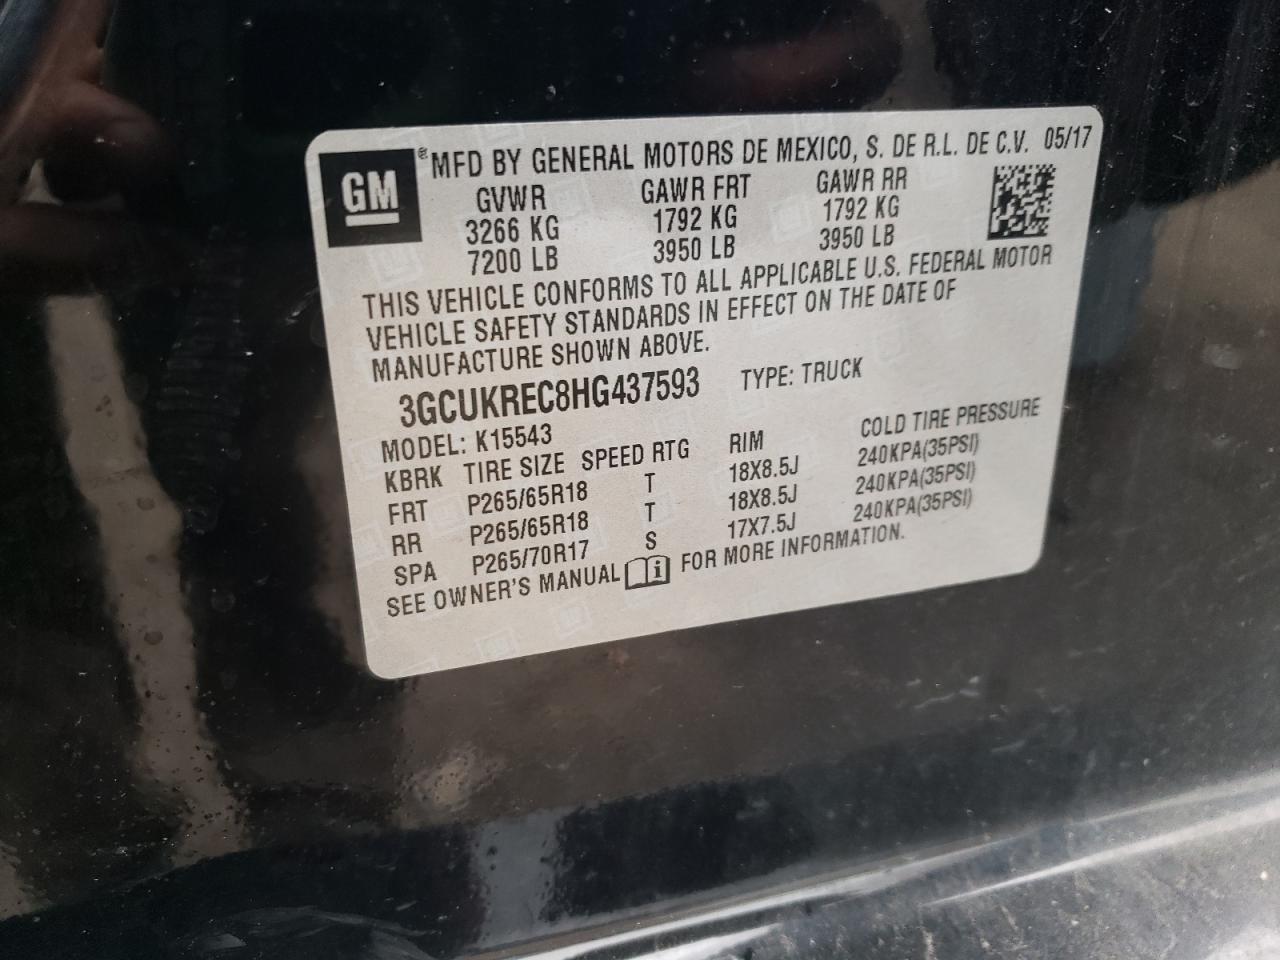 GM ® MFD BY GENERAL MOTORS DE MEXICO, S. DE R.L. DE C.V. 05/17
GVWR GAWR FRT GAWR RR
3266 KG 1792 KG 1792 KG
7200 LB 3950 LB 3950 LB
THIS VEHICLE CONFORMS TO ALL APPLICABLE U.S. FEDERAL MOTOR
VEHICLE SAFETY STANDARDS IN EFFECT ON THE DATE OF
MANUFACTURE SHOWN ABOVE.
3GCUKREC8HG437593 TYPE: TRUCK
MODEL: K15543
KBRK TIRE SIZE SPEED RTG RIM COLD TIRE PRESSURE
FRT P265/65R18 T 18X8.5J 240KPA(35PSI)
RR P265/65R18 T 18X8.5J 240KPA(35PSI)
SPA P265/70R17 S 17X7.5J 240KPA(35PSI)
SEE OWNER'S MANUAL FOR MORE INFORMATION.